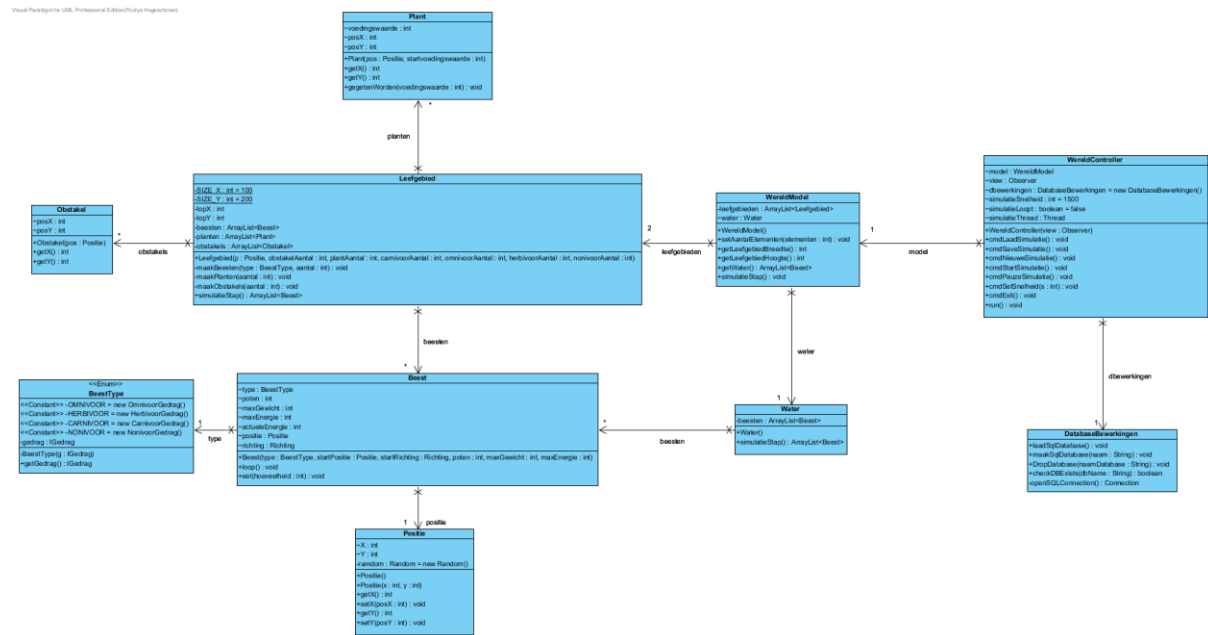 Visual Paradigm for UML Professional Edition(Fontys Hogescholen)
Plant
~voedingswaarde : int
~posX : int
~posY : int
+Plant(pos : Positie, startvoedingswaarde : int)
+getX() : int
+getY() : int
+gegetenWorden(voedingswaarde : int) : void
*
planten
Leefgebied
-SIZE_X : int = 100
-SIZE_Y : int = 200
-topX : int
-topY : int
-beesten : ArrayList<Beest>
-planten : ArrayList<Plant>
-obstakels : ArrayList<Obstakel>
+Leefgebied(p : Positie, obstakelAantal : int, plantAantal : int, carnivoorAantal : int, omnivoorAantal : int, herbivoorAantal : int, nonivoorAantal : int)
-maakBeesten(type : BeestType, aantal : int) : void
-maakPlanten(aantal : int) : void
-maakObstakels(aantal : int) : void
+simulatieStap() : ArrayList<Beest>
Obstakel
~posX : int
~posY : int
+Obstakel(pos : Positie)
+getX() : int
+getY() : int
*
obstakels
WereldModel
-leefgebieden : ArrayList<Leefgebied>
~water : Water
+WereldModel()
+setAantalElementen(elementen : int) : void
+getLeefgebiedBreedte() : int
+getLeefgebiedHoogte() : int
+getWater() : ArrayList<Beest>
+simulatieStap() : void
2
leefgebieden
WereldController
~model : WereldModel
~view : Observer
~dbewerkingen : DatabaseBewerkingen = new DatabaseBewerkingen()
~simulatieSnelheid : int = 1500
~simulatieLoopt : boolean = false
~simulatieThread : Thread
+WereldController(view : Observer)
+cmdLaadSimulatie() : void
+cmdSaveSimulatie() : void
+cmdNieuweSimulatie() : void
+cmdStartSimulatie() : void
+cmdPauzeSimulatie() : void
+cmdSetSnelheid(s : int) : void
+cmdExit() : void
+run() : void
1
model
beesten
*
water
1
dbewerkingen
1
<<Enum>>
BeestType
<<Constant>> -OMNIVOOR = new OmnivoorGedrag()
<<Constant>> -HERBIVOOR = new HerbivoorGedrag()
<<Constant>> -CARNIVOOR = new CarnivoorGedrag()
<<Constant>> -NONIVOOR = new NonivoorGedrag()
-gedrag : IGedrag
-BeestType(g : IGedrag)
+getGedrag() : IGedrag
1
type
Beest
~type : BeestType
~poten : int
~maxGewicht : int
~maxEnergie : int
~actueleEnergie : int
~positie : Positie
~richting : Richting
+Beest(type : BeestType, startPositie : Positie, startRichting : Richting, poten : int, maxGewicht : int, maxEnergie : int)
+loop() : void
+eet(hoeveelheid : int) : void
*
beesten
Water
-beesten : ArrayList<Beest>
+Water()
+simulatieStap() : ArrayList<Beest>
DatabaseBewerkingen
+laadSqlDatabase() : void
+maakSqlDatabase(naam : String) : void
+DropDatabase(naamDatabase : String) : void
+checkDBExists(dbName : String) : boolean
-openSQLConnection() : Connection
1
positie
Positie
~X : int
~Y : int
-ramdom : Random = new Random()
+Positie()
+Positie(x : int, y : int)
+getX() : int
+setX(posX : int) : void
+getY() : int
+setY(posY : int) : void